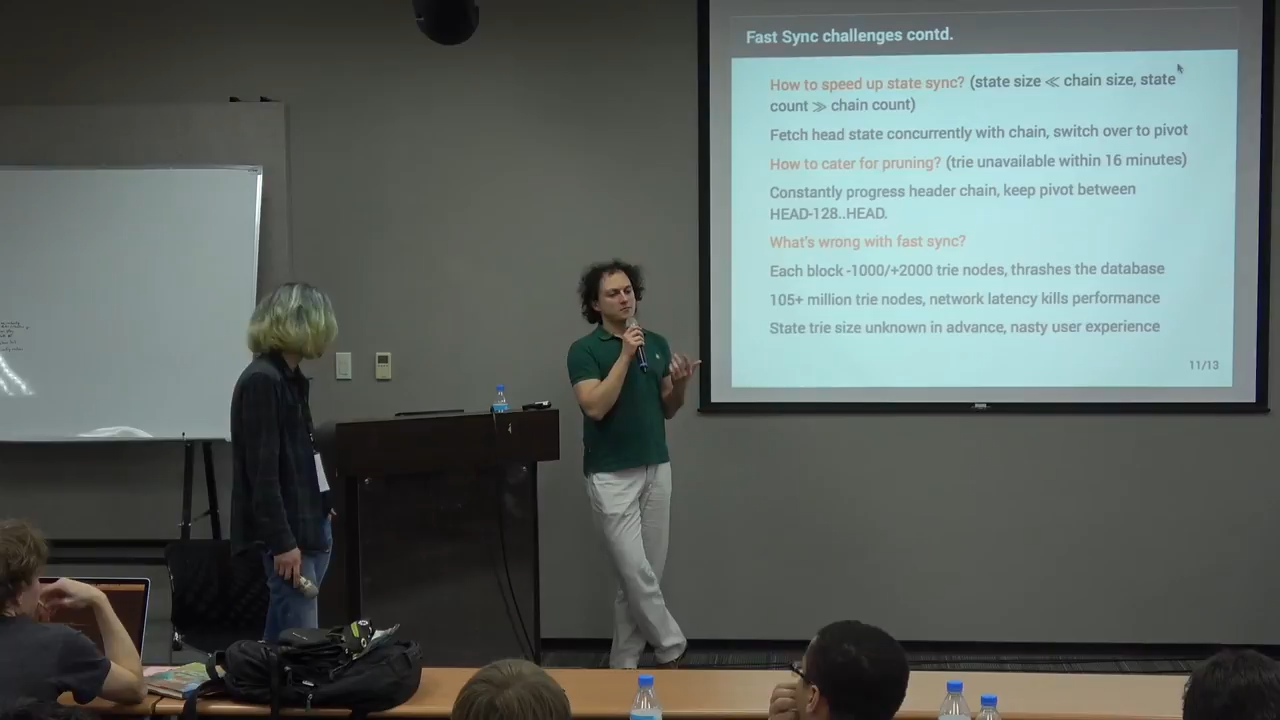 Fast Sync challenges contd.
How to speed up state sync? (state size ≪ chain size, state
count ≫ chain count)
Fetch head state concurrently with chain, switch over to pivot
How to cater for pruning? (trie unavailable within 16 minutes)
Constantly progress header chain, keep pivot between
HEAD-128..HEAD.
What's wrong with fast sync?
Each block -1000/+2000 trie nodes, thrashes the database
105+ million trie nodes, network latency kills performance
State trie size unknown in advance, nasty user experience
11/13